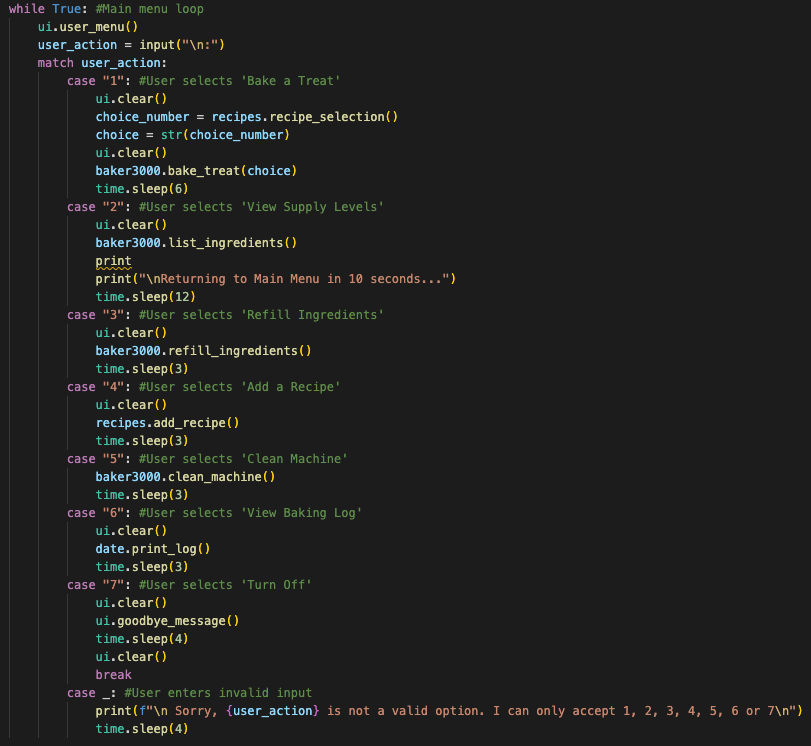 while True: #Main menu loop
    ui.user_menu()
    user_action = input("\n:")
    match user_action:
        case "1": #User selects 'Bake a Treat'
            ui.clear()
            choice_number = recipes.recipe_selection()
            choice = str(choice_number)
            ui.clear()
            baker3000.bake_treat(choice)
            time.sleep(6)
        case "2": #User selects 'View Supply Levels'
            ui.clear()
            baker3000.list_ingredients()
            print
            print("\nReturning to Main Menu in 10 seconds...")
            time.sleep(12)
        case "3": #User selects 'Refill Ingredients'
            ui.clear()
            baker3000.refill_ingredients()
            time.sleep(3)
        case "4": #User selects 'Add a Recipe'
            ui.clear()
            recipes.add_recipe()
            time.sleep(3)
        case "5": #User selects 'Clean Machine'
            baker3000.clean_machine()
            time.sleep(3)
        case "6": #User selects 'View Baking Log'
            ui.clear()
            date.print_log()
            time.sleep(3)
        case "7": #User selects 'Turn Off'
            ui.clear()
            ui.goodbye_message()
            time.sleep(4)
            ui.clear()
            break
        case _: #User enters invalid input
            print(f"\n Sorry, {user_action} is not a valid option. I can only accept 1, 2, 3, 4, 5, 6 or 7\n")
            time.sleep(4)